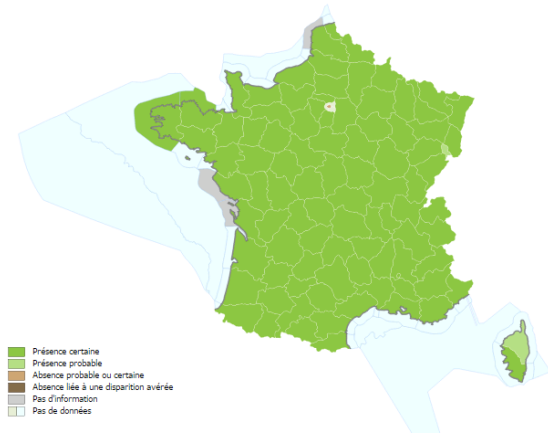 Présence certaine
Présence probable
Absence probable ou certaine
Absence liée à une disparition avérée
Pas d'information
Pas de données